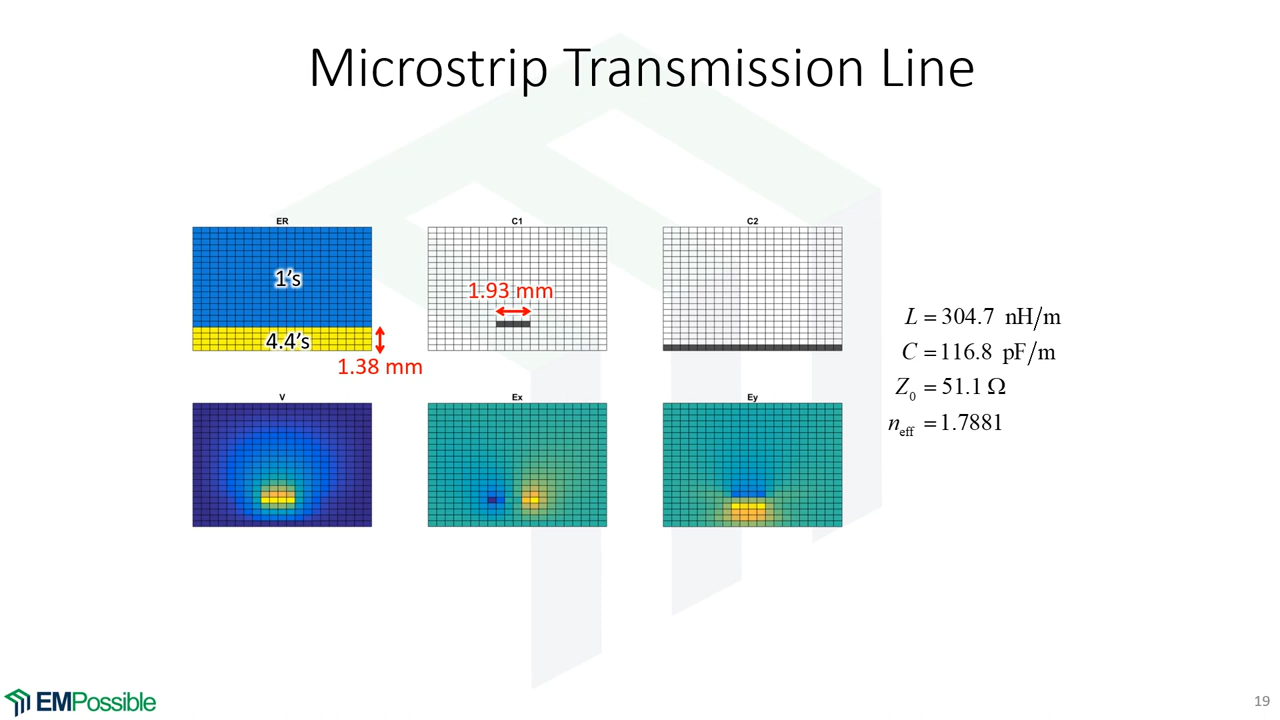 Microstrip Transmission Line
ER
C1
C2
1's
1.93 mm
4.4's
1.38 mm
L = 304.7 nH/m
C = 116.8 pF/m
Z₀ = 51.1 Ω
n_eff = 1.7881
V
Ex
Ey
EMPossible
19